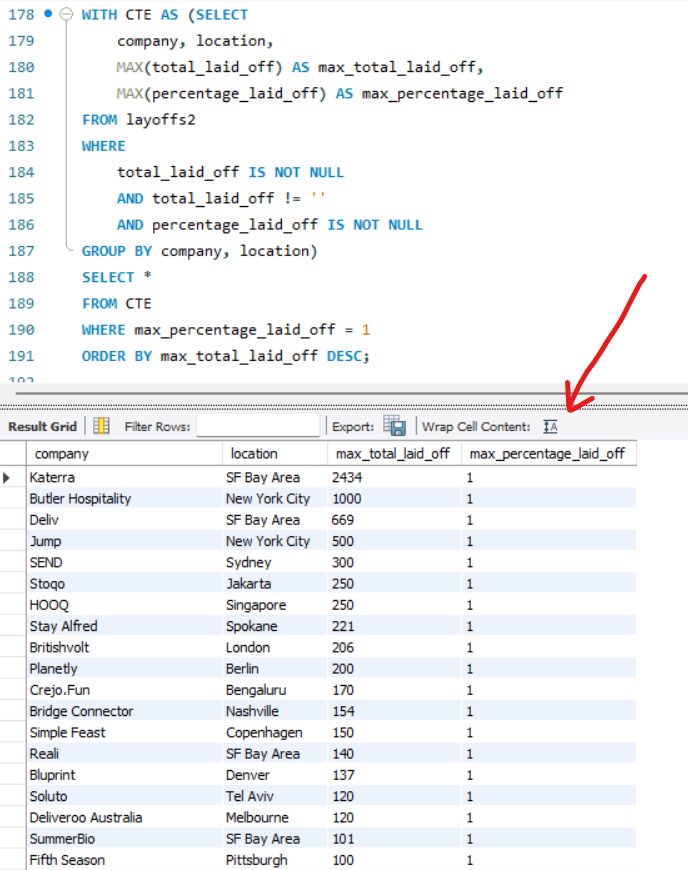 178 WITH CTE AS (SELECT
179 company, location,
180 MAX(total_laid_off) AS max_total_laid_off,
181 MAX(percentage_laid_off) AS max_percentage_laid_off
182 FROM layoffs2
183 WHERE
184 total_laid_off IS NOT NULL
185 AND total_laid_off != ''
186 AND percentage_laid_off IS NOT NULL
187 GROUP BY company, location)
188 SELECT *
189 FROM CTE
190 WHERE max_percentage_laid_off = 1
191 ORDER BY max_total_laid_off DESC;
192
Result Grid Filter Rows: Export: Wrap Cell Content: A
company location max_total_laid_off max_percentage_laid_off
Katerra SF Bay Area 2434 1
Butler Hospitality New York City 1000 1
Deliv SF Bay Area 669 1
Jump New York City 500 1
SEND Sydney 300 1
Stoqo Jakarta 250 1
HOOQ Singapore 250 1
Stay Alfred Spokane 221 1
Britishvolt London 206 1
Planetly Berlin 200 1
Crejo.Fun Bengaluru 170 1
Bridge Connector Nashville 154 1
Simple Feast Copenhagen 150 1
Reali SF Bay Area 140 1
Bluprint Denver 137 1
Soluto Tel Aviv 120 1
Deliveroo Australia Melbourne 120 1
SummerBio SF Bay Area 101 1
Fifth Season Pittsburgh 100 1